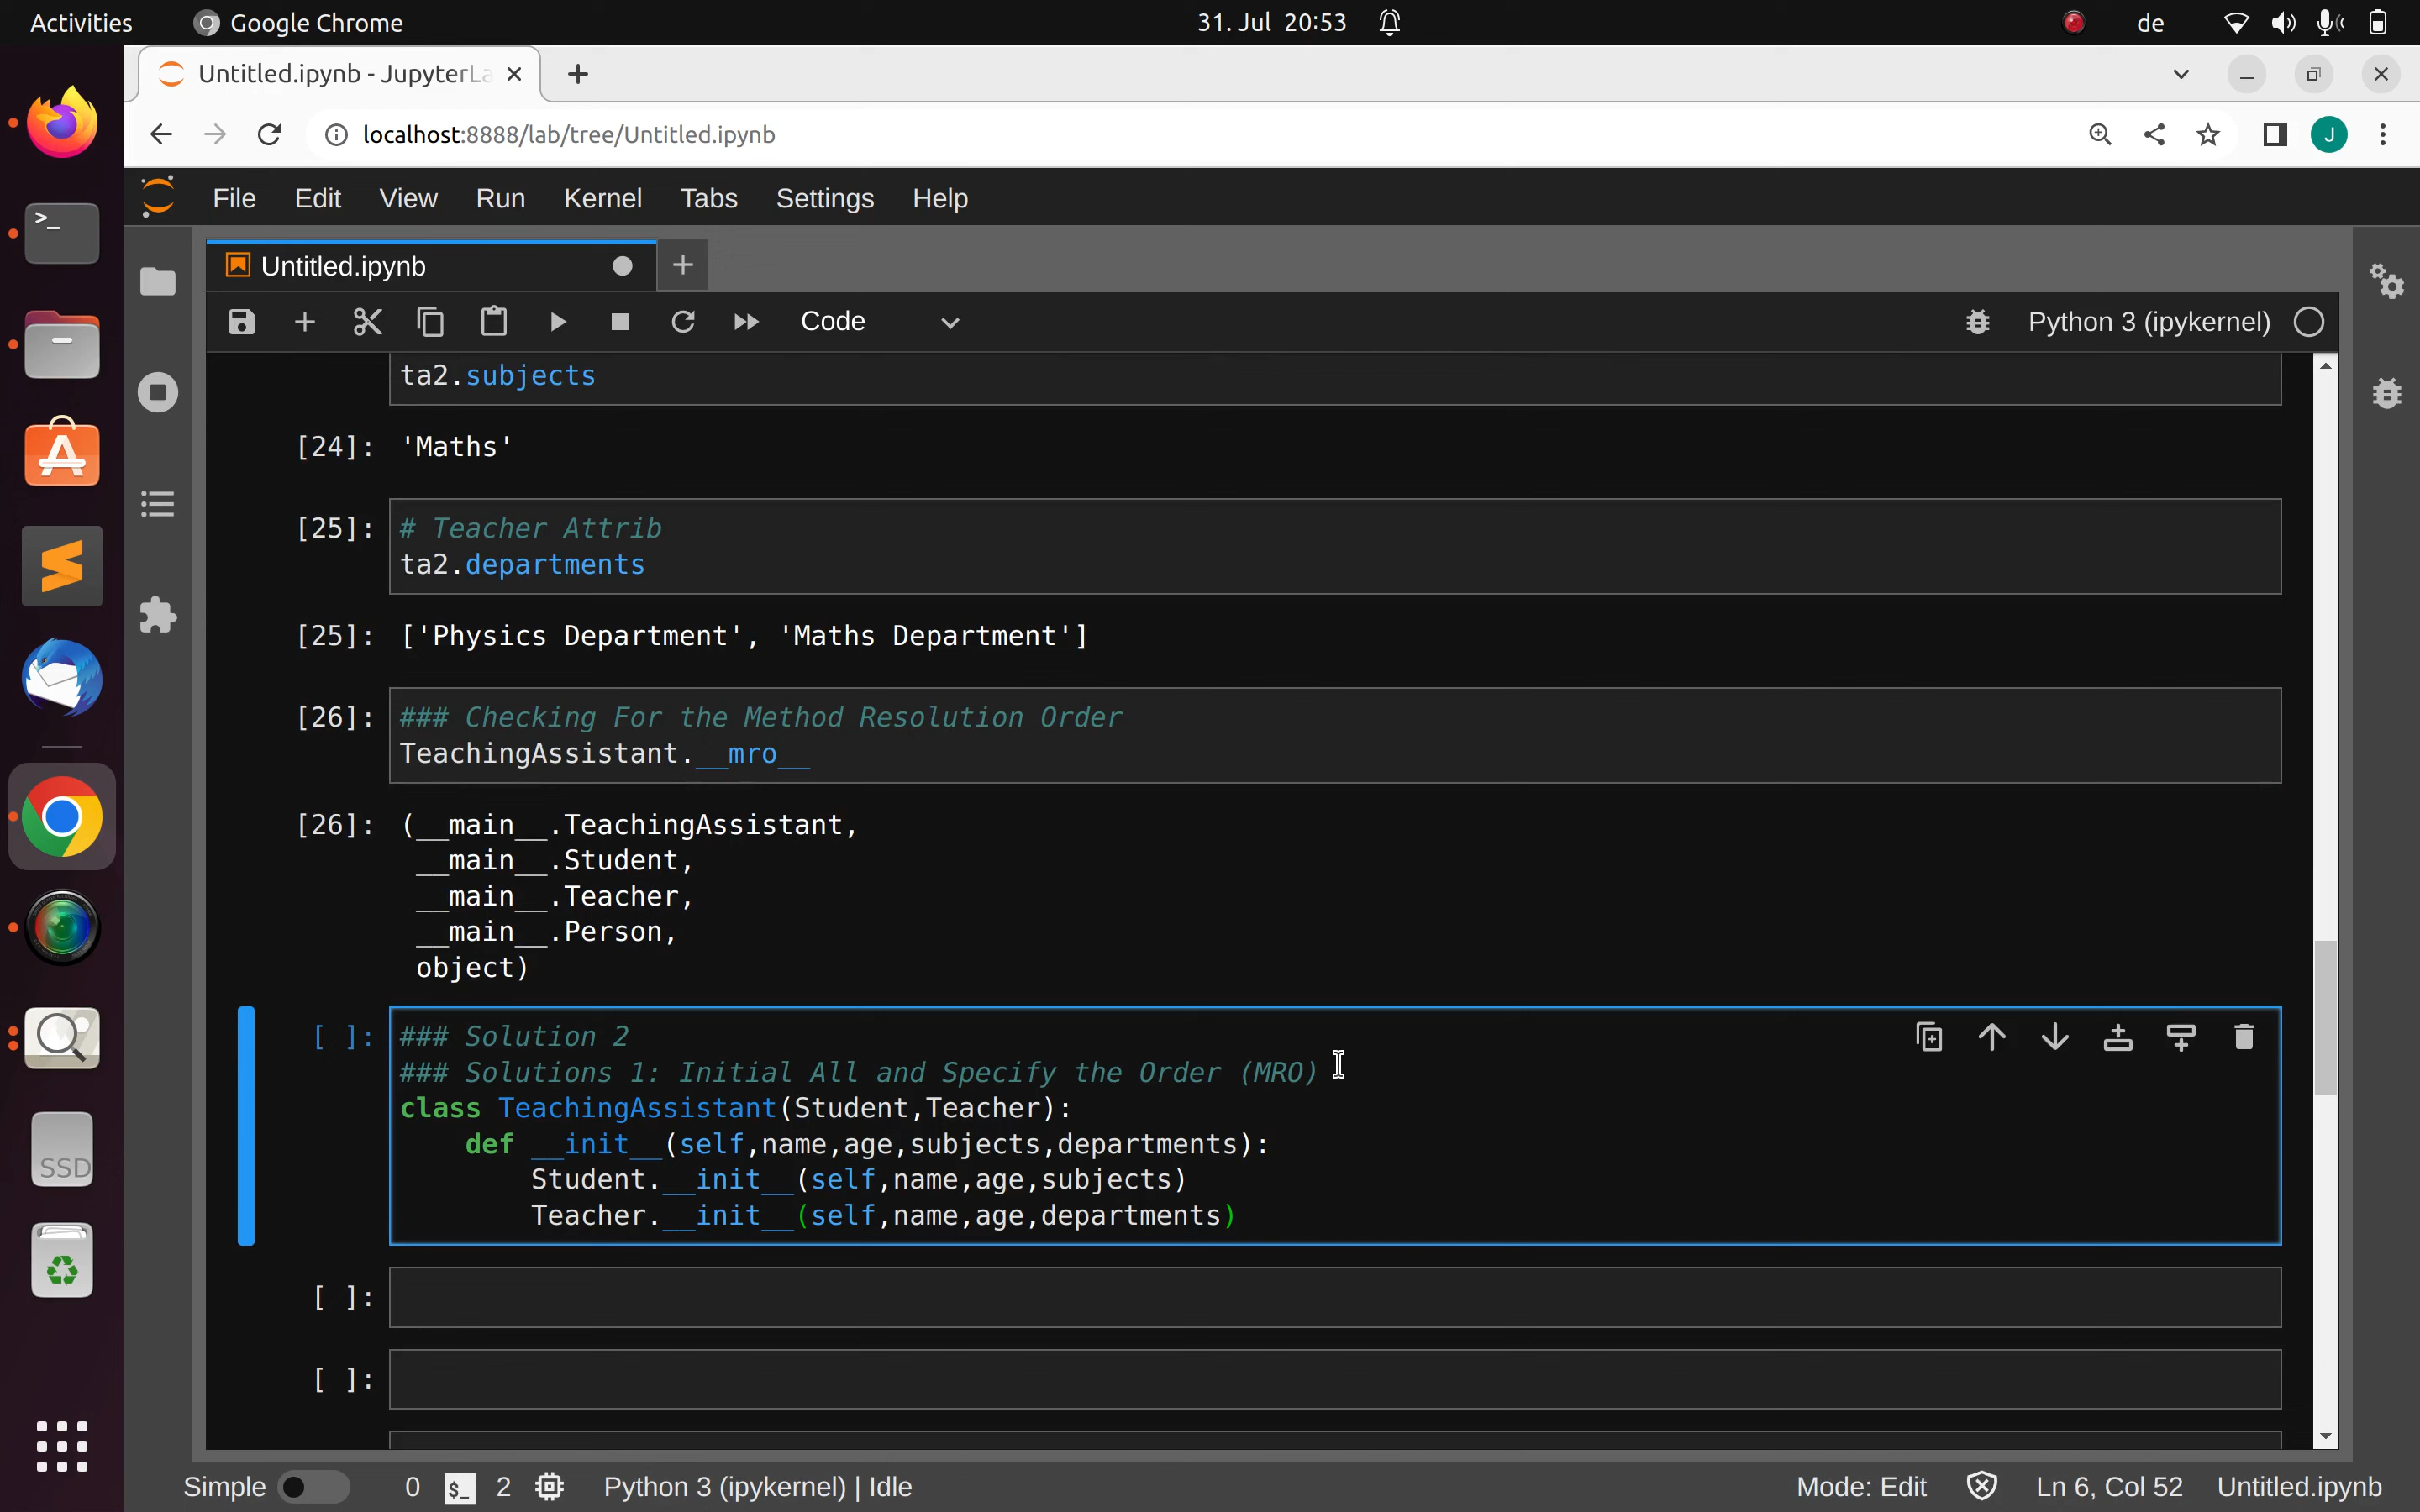 Activities Google Chrome 31. Jul 20:53 de
Untitled.ipynb - JupyterLa
localhost:8888/lab/tree/Untitled.ipynb J
File Edit View Run Kernel Tabs Settings Help
Untitled.ipynb
Code Python 3 (ipykernel)
ta2.subjects
[24]: 'Maths'
[25]: # Teacher Attrib
ta2.departments
[25]: ['Physics Department', 'Maths Department']
[26]: ### Checking For the Method Resolution Order
TeachingAssistant.__mro__
[26]: (__main__.TeachingAssistant,
__main__.Student,
__main__.Teacher,
__main__.Person,
object)
[ ]: ### Solution 2
### Solutions 1: Initial All and Specify the Order (MRO)
class TeachingAssistant(Student,Teacher):
def __init__(self,name,age,subjects,departments):
Student.__init__(self,name,age,subjects)
Teacher.__init__(self,name,age,departments)
[ ]:
[ ]:
SSD
Simple 0 $_ 2 Python 3 (ipykernel) | Idle Mode: Edit Ln 6, Col 52 Untitled.ipynb